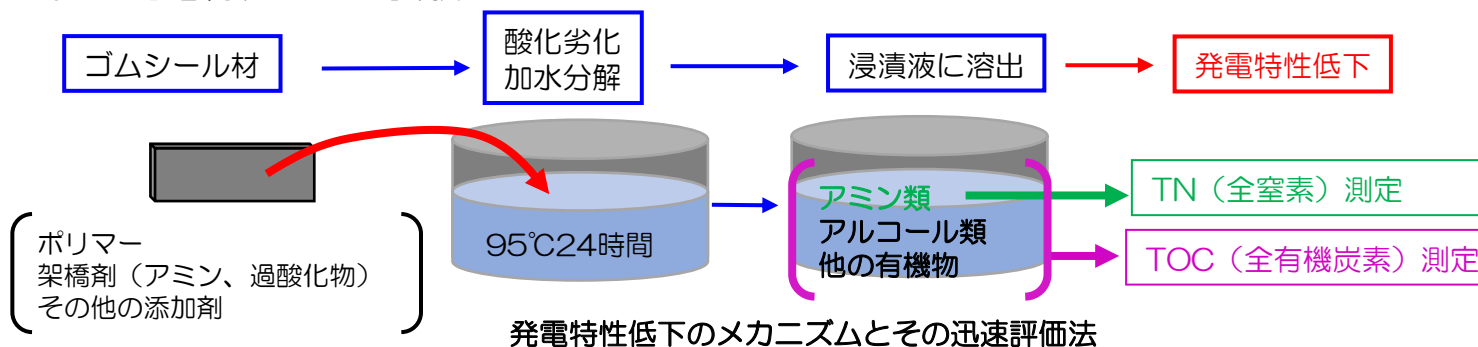 ゴムシール材
酸化劣化
加水分解
浸漬液に溶出
発電特性低下
ポリマー
架橋剤（アミン、過酸化物）
その他の添加剤
95℃24時間
アミン類
アルコール類
他の有機物
TN（全窒素）測定
TOC（全有機炭素）測定
発電特性低下のメカニズムとその迅速評価法